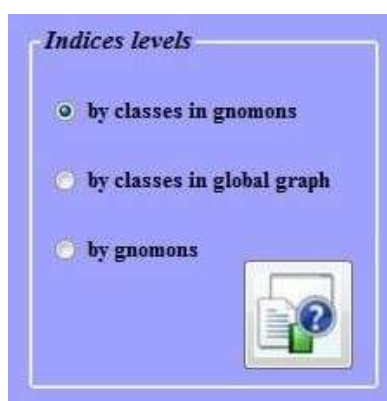 Indices levels
by classes in gnomons
by classes in global graph
by gnomons
?